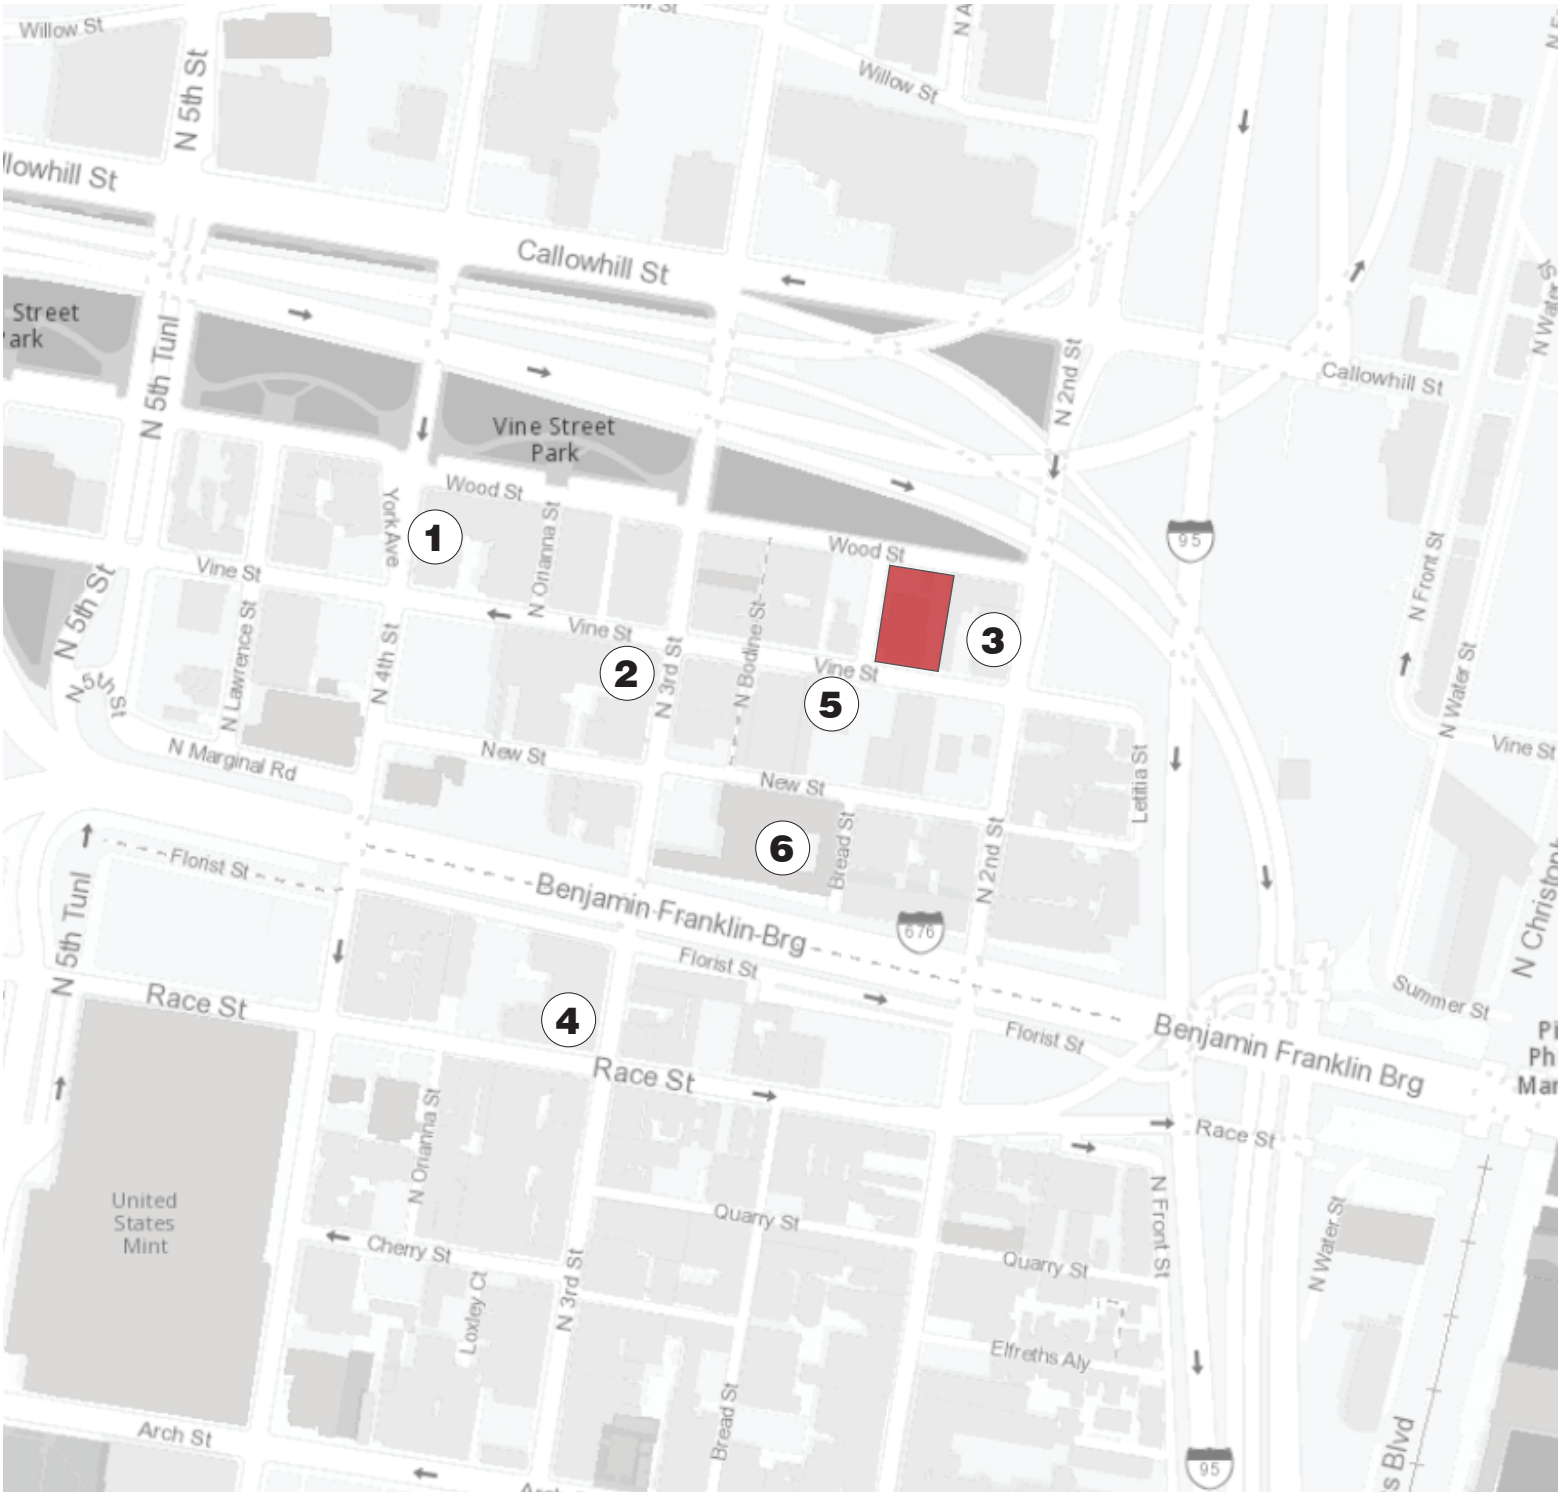 Willow St
N 5th St
Willow St
llowhill St
Callowhill St
Street
ark
N 5th Tunl
N 2nd St
Callowhill St
N Water S
Vine Street
Park
Wood St
York Ave
1
N Orianna St
Wood St
95
N Front St
Vine St
N 5th St
N Lawrence St
Vine St
N 4th St
2
N 3rd St
N Bodine St
3
Vine St
5
N 5th St
N Marginal Rd
New St
New St
Letitia St
N Water St
Vine St
6
Bread St
N 2nd St
Florist St
Benjamin-Franklin-Brg
676
N 5th Tunl
Florist St
N Christoph
Race St
4
Summer St
Florist St
Benjamin Franklin Brg
Pi
Ph
Mar
Race St
Race St
N Orianna St
United
States
Mint
N Front St
Quarry St
N Water St
Cherry St
Quarry St
Loxley Ct
N 3rd St
Elfreths Aly
Bread St
Arch St
95
s Blvd